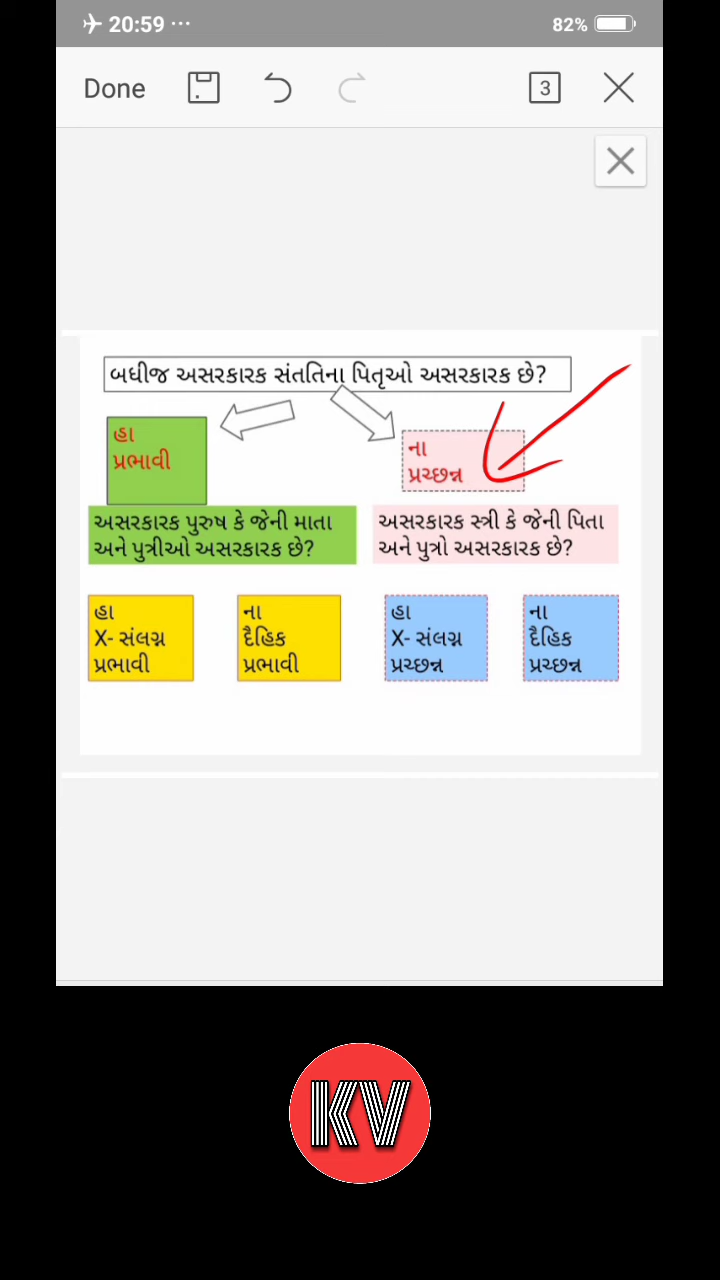 20:59 ...
82%
Done
3
બધીજ અસરકારક સંતતિના પિતૃઓ અસરકારક છે?
હા
પ્રભાવી
ના
પ્રચ્છન્ન
અસરકારક પુરુષ કે જેની માતા
અને પુત્રીઓ અસરકારક છે?
અસરકારક સ્ત્રી કે જેની પિતા
અને પુત્રો અસરકારક છે?
હા
X- સંલગ્ન
પ્રભાવી
ના
દૈહિક
પ્રભાવી
હા
X- સંલગ્ન
પ્રચ્છન્ન
ના
દૈહિક
પ્રચ્છન્ન
KV